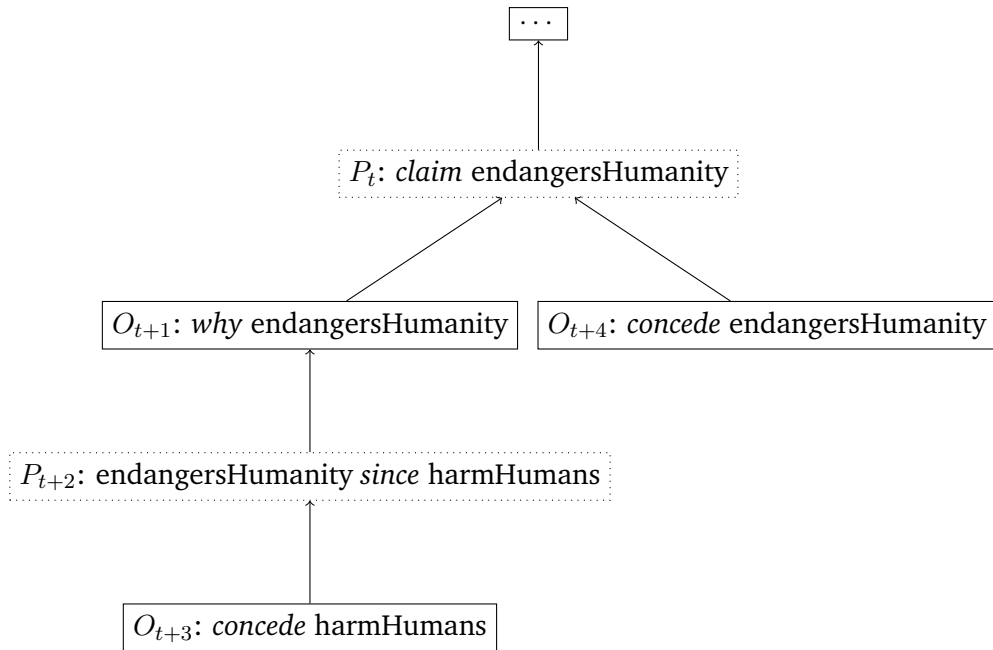 ...
P_t: claim endangersHumanity
O_{t+1}: why endangersHumanity
O_{t+4}: concede endangersHumanity
P_{t+2}: endangersHumanity since harmHumans
O_{t+3}: concede harmHumans